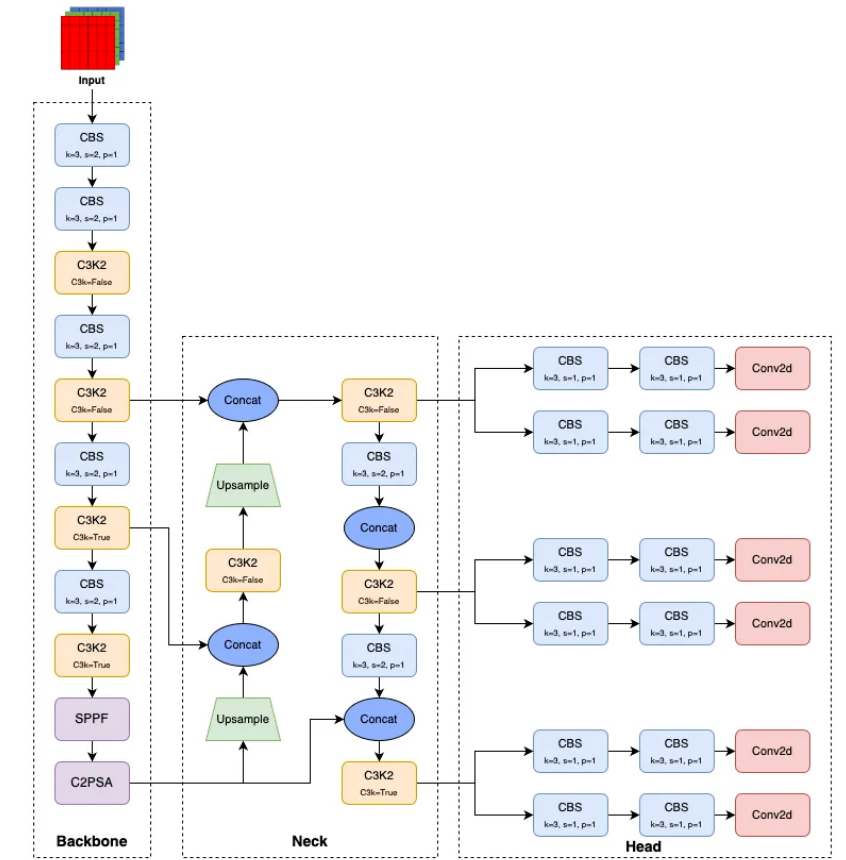 Input
CBS
k=3, s=2, p=1
CBS
k=3, s=2, p=1
C3K2
C3k=False
CBS
k=3, s=2, p=1
C3K2
C3k=False
CBS
k=3, s=2, p=1
C3K2
C3k=True
CBS
k=3, s=2, p=1
C3K2
C3k=True
SPPF
C2PSA
Backbone
Concat
Upsample
C3K2
C3k=False
Concat
Upsample
C3K2
C3k=False
CBS
k=3, s=2, p=1
Concat
C3K2
C3k=False
CBS
k=3, s=2, p=1
Concat
C3K2
C3k=True
Neck
CBS
k=3, s=1, p=1
CBS
k=3, s=1, p=1
Conv2d
CBS
k=3, s=1, p=1
CBS
k=3, s=1, p=1
Conv2d
CBS
k=3, s=1, p=1
CBS
k=3, s=1, p=1
Conv2d
CBS
k=3, s=1, p=1
CBS
k=3, s=1, p=1
Conv2d
CBS
k=3, s=1, p=1
CBS
k=3, s=1, p=1
Conv2d
CBS
k=3, s=1, p=1
CBS
k=3, s=1, p=1
Conv2d
Head